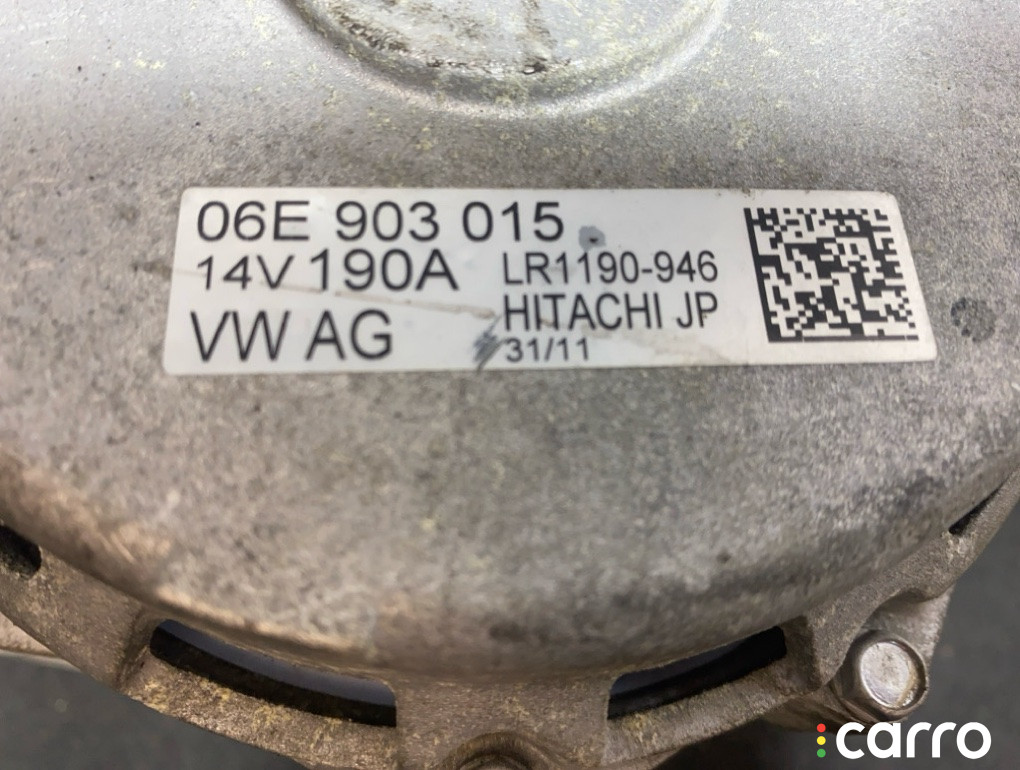 06E 903 015
14V 190A LR1190-946
VW AG HITACHI JP
31/11
carro